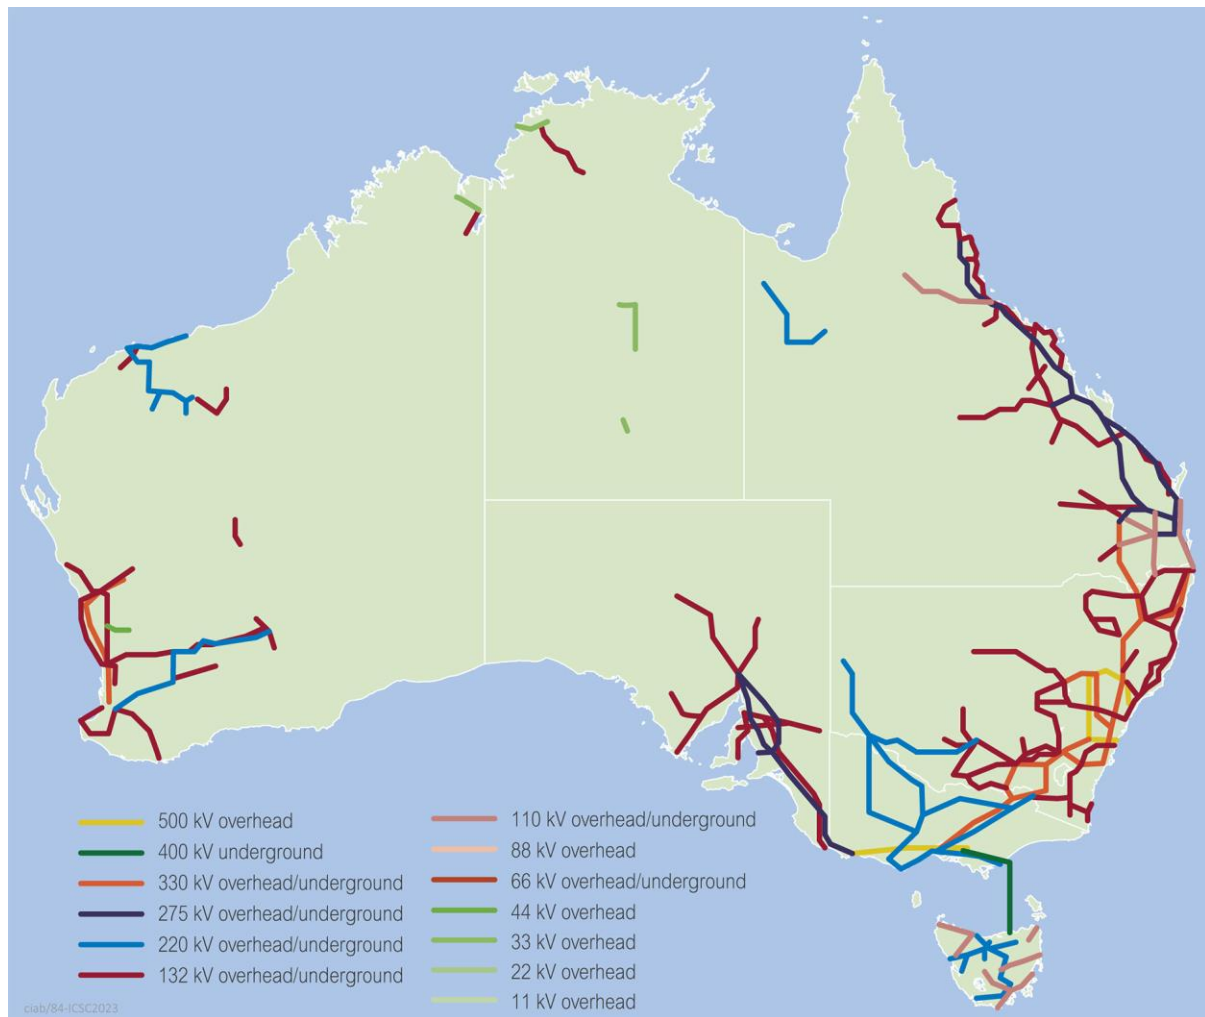 500 kV overhead
400 kV underground
330 kV overhead/underground
275 kV overhead/underground
220 kV overhead/underground
132 kV overhead/underground
110 kV overhead/underground
88 kV overhead
66 kV overhead/underground
44 kV overhead
33 kV overhead
22 kV overhead
11 kV overhead
ciab/84-ICSC2023